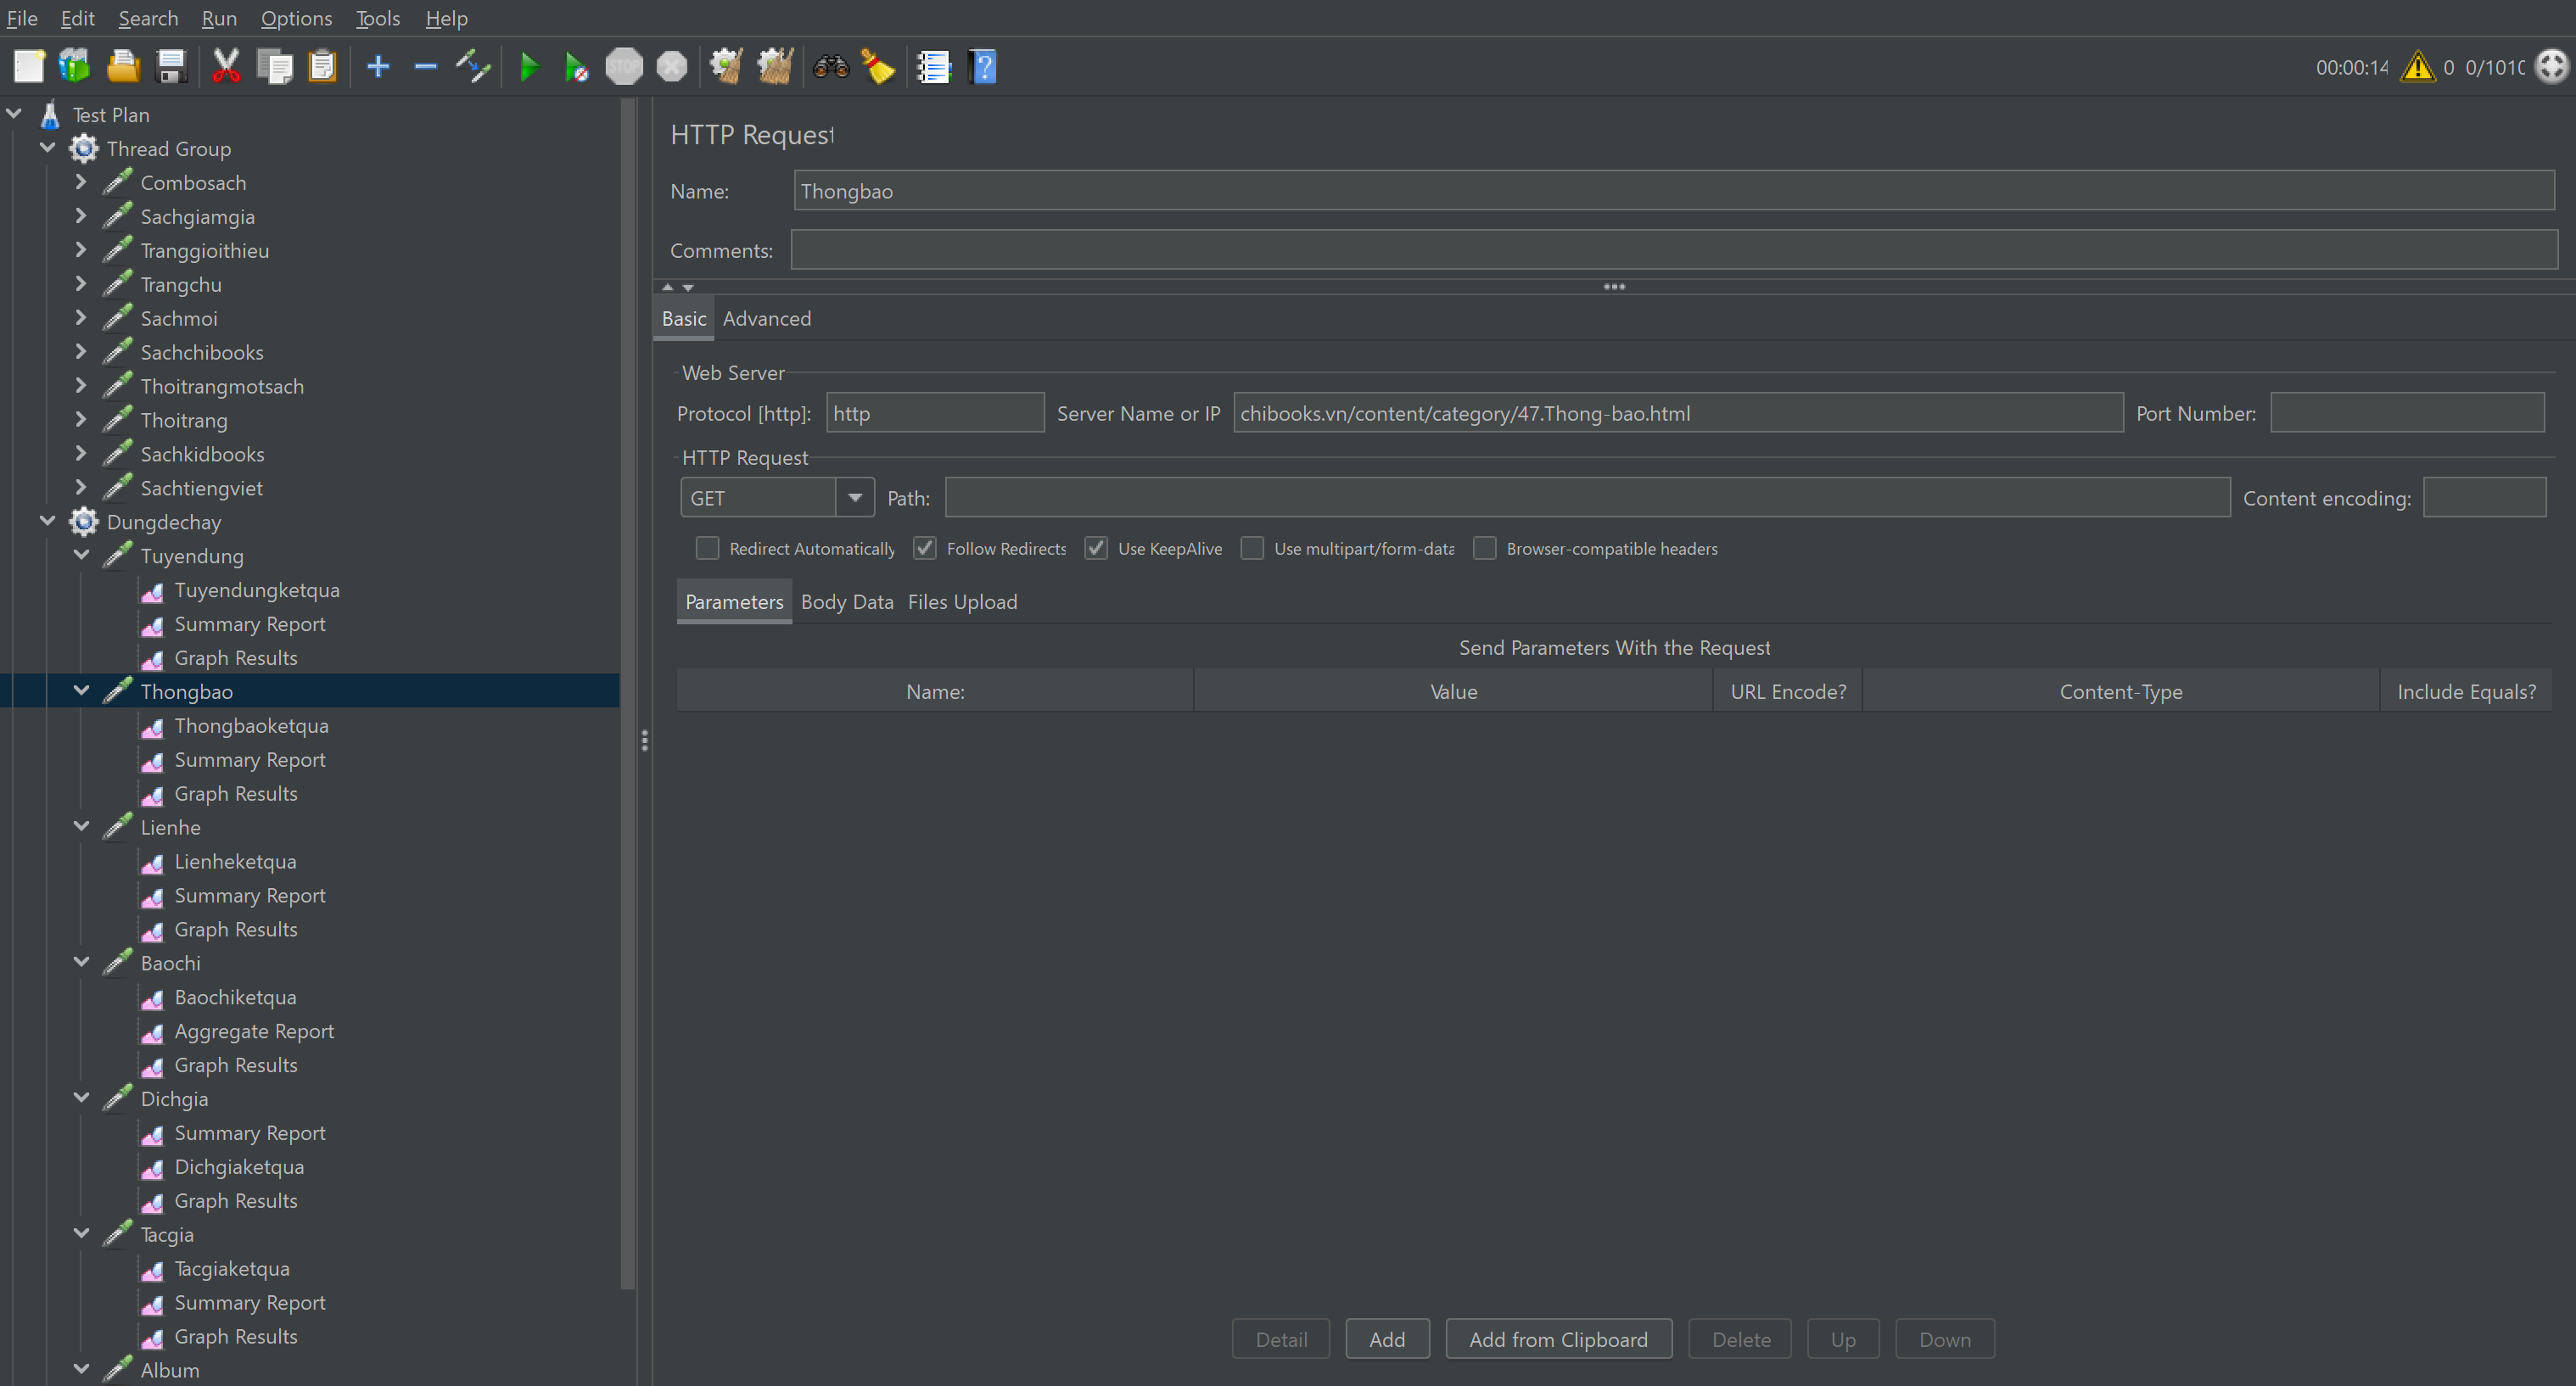 File Edit Search Run Options Tools Help
STOP
00:00:14 0 0/101
Test Plan
Thread Group
Combosach
Sachgiamgia
Tranggioithieu
Trangchu
Sachmoi
Sachchibooks
Thoitrangmotsach
Thoitrang
Sachkidbooks
Sachtiengviet
Dungdechay
Tuyendung
Tuyendungketqua
Summary Report
Graph Results
Thongbao
Thongbaoketqua
Summary Report
Graph Results
Lienhe
Lienheketqua
Summary Report
Graph Results
Baochi
Baochiketqua
Aggregate Report
Graph Results
Dichgia
Summary Report
Dichgiaketqua
Graph Results
Tacgia
Tacgiaketqua
Summary Report
Graph Results
Album
HTTP Request
Name: Thongbao
Comments:
Basic Advanced
Web Server
Protocol [http]: http Server Name or IP chibooks.vn/content/category/47.Thong-bao.html Port Number:
HTTP Request
GET Path: Content encoding:
Redirect Automatically Follow Redirects Use KeepAlive Use multipart/form-data Browser-compatible headers
Parameters Body Data Files Upload
Send Parameters With the Request
Name: Value URL Encode? Content-Type Include Equals?
Detail Add Add from Clipboard Delete Up Down